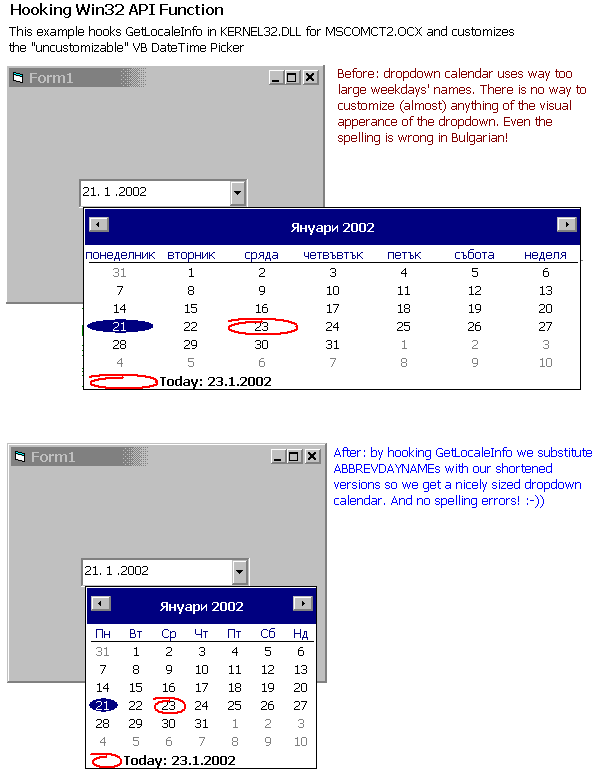 Hooking Win32 API Function
This example hooks GetLocaleInfo in KERNEL32.DLL for MSCOMCT2.OCX and customizes
the "uncustomizable" VB DateTime Picker
Form1
Before: dropdown calendar uses way too
large weekdays' names. There is no way to
customize (almost) anything of the visual
apperance of the dropdown. Even the
spelling is wrong in Bulgarian!
21. 1 .2002
Януари 2002
понеделник вторник сряда четвъвтък петък събота неделя
31 1 2 3 4 5 6
7 8 9 10 11 12 13
14 15 16 17 18 19 20
21 22 23 24 25 26 27
28 29 30 31 1 2 3
4 5 6 7 8 9 10
Today: 23.1.2002
Form1
After: by hooking GetLocaleInfo we substitute
ABBREVDAYNAMEs with our shortened
versions so we get a nicely sized dropdown
calendar. And no spelling errors! :-))
21. 1 .2002
Януари 2002
Пн Вт Ср Чт Пт Сб Нд
31 1 2 3 4 5 6
7 8 9 10 11 12 13
14 15 16 17 18 19 20
21 22 23 24 25 26 27
28 29 30 31 1 2 3
4 5 6 7 8 9 10
Today: 23.1.2002